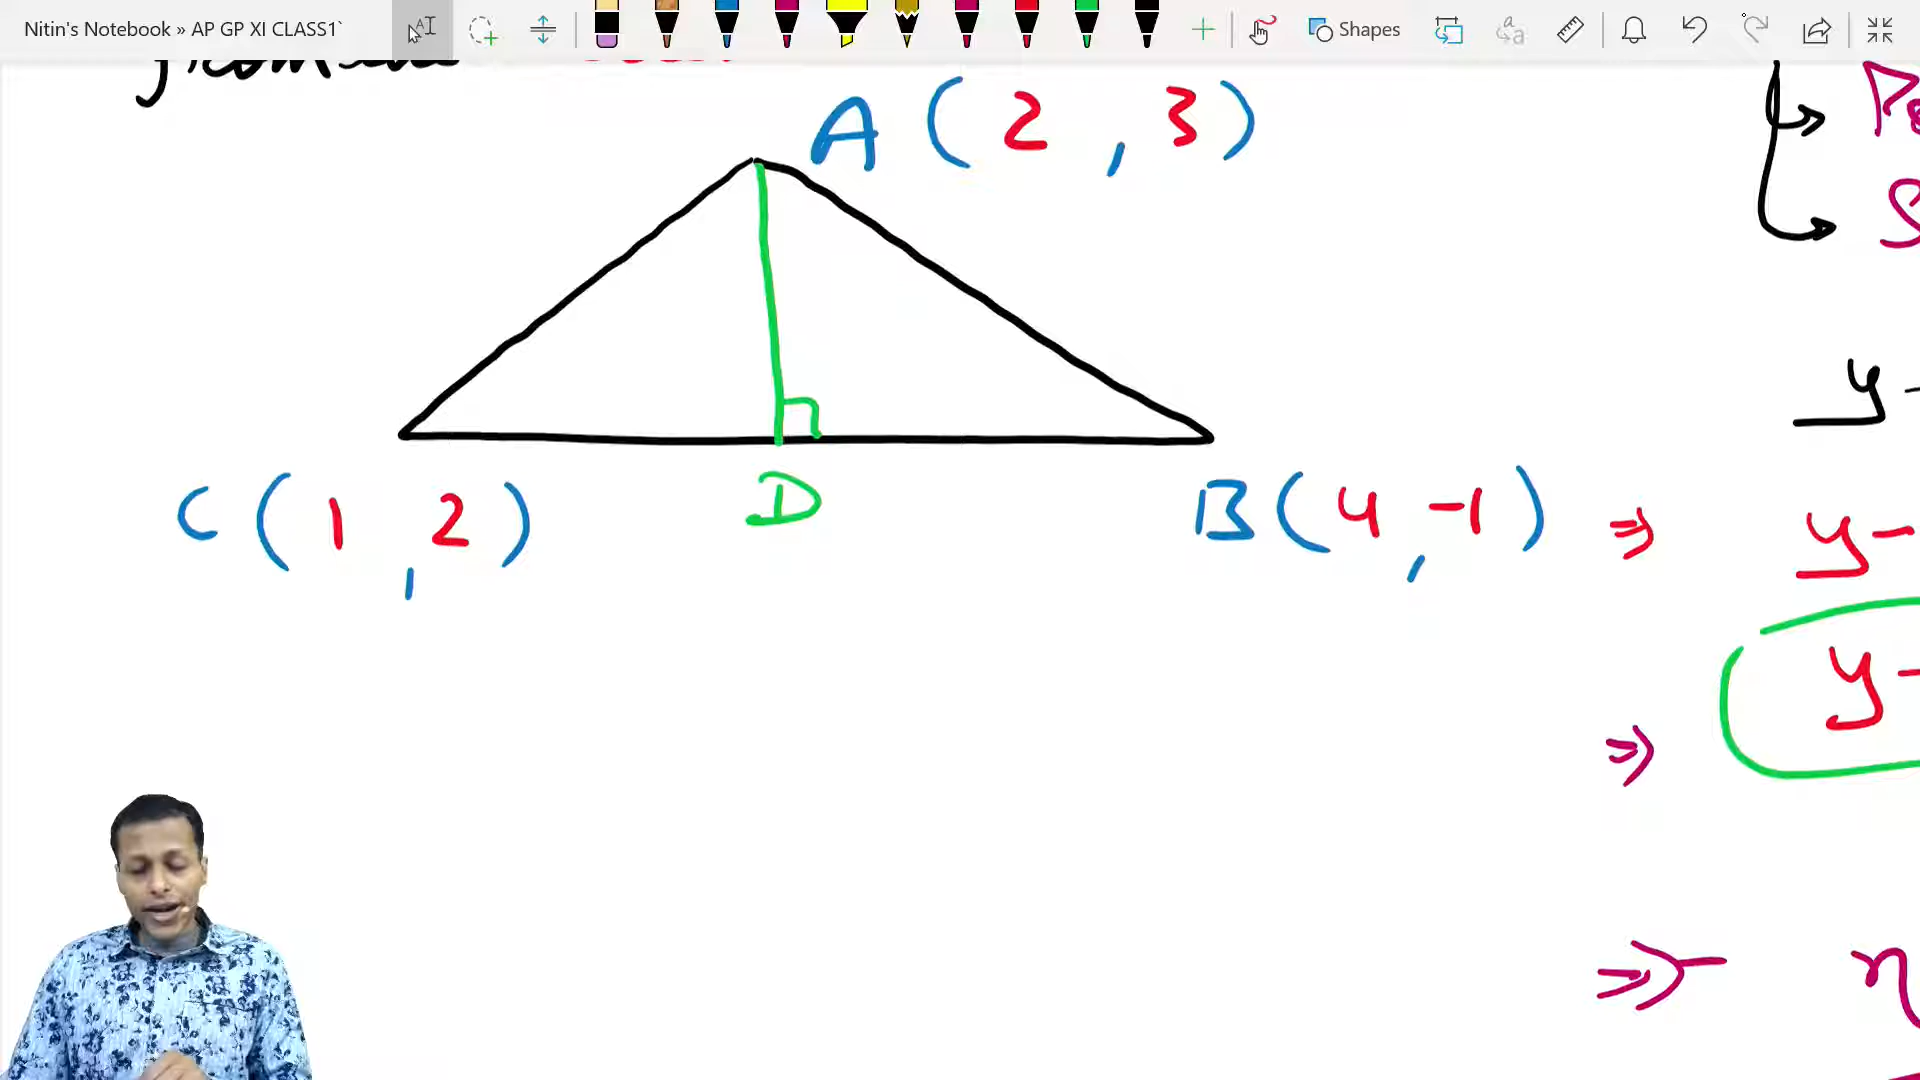 Nitin's Notebook » AP GP XI CLASS1`
Shapes
A ( 2 , 3 )
y -
C ( 1 , 2 )
D
B ( 4 , -1 )
⇒ y -
⇒ y -